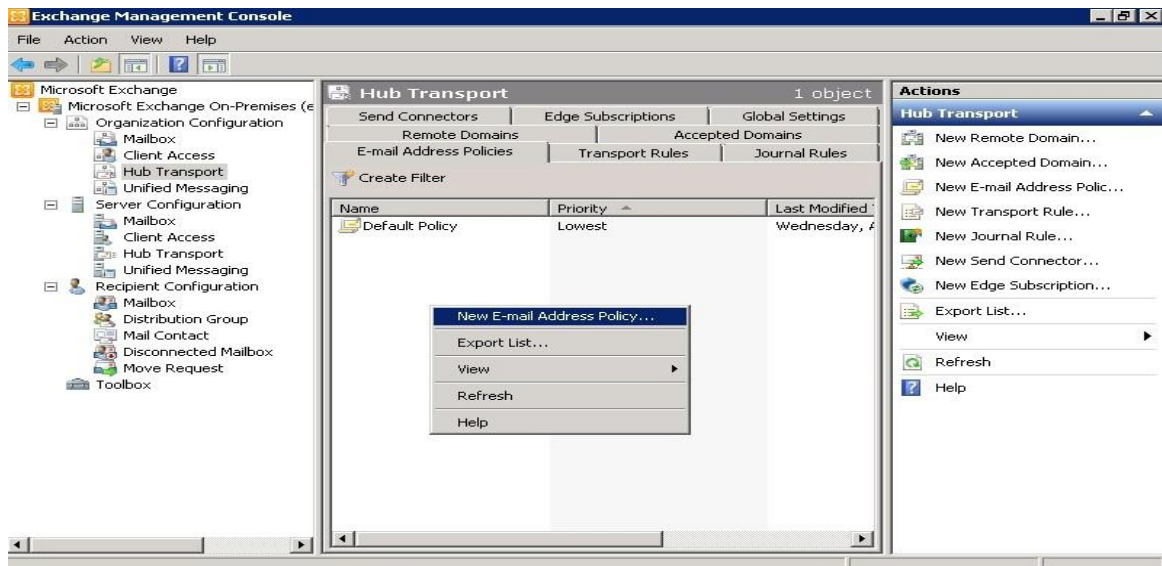 Exchange Management Console
File Action View Help
Microsoft Exchange
Microsoft Exchange On-Premises (e
Organization Configuration
Mailbox
Client Access
Hub Transport
Unified Messaging
Server Configuration
Mailbox
Client Access
Hub Transport
Unified Messaging
Recipient Configuration
Mailbox
Distribution Group
Mail Contact
Disconnected Mailbox
Move Request
Toolbox
Hub Transport 1 object
Send Connectors Edge Subscriptions Global Settings
Remote Domains Accepted Domains
E-mail Address Policies Transport Rules Journal Rules
Create Filter
Name Priority Last Modified
Default Policy Lowest Wednesday, A
New E-mail Address Policy...
Export List...
View
Refresh
Help
Actions
Hub Transport
New Remote Domain...
New Accepted Domain...
New E-mail Address Polic...
New Transport Rule...
New Journal Rule...
New Send Connector...
New Edge Subscription...
Export List...
View
Refresh
Help